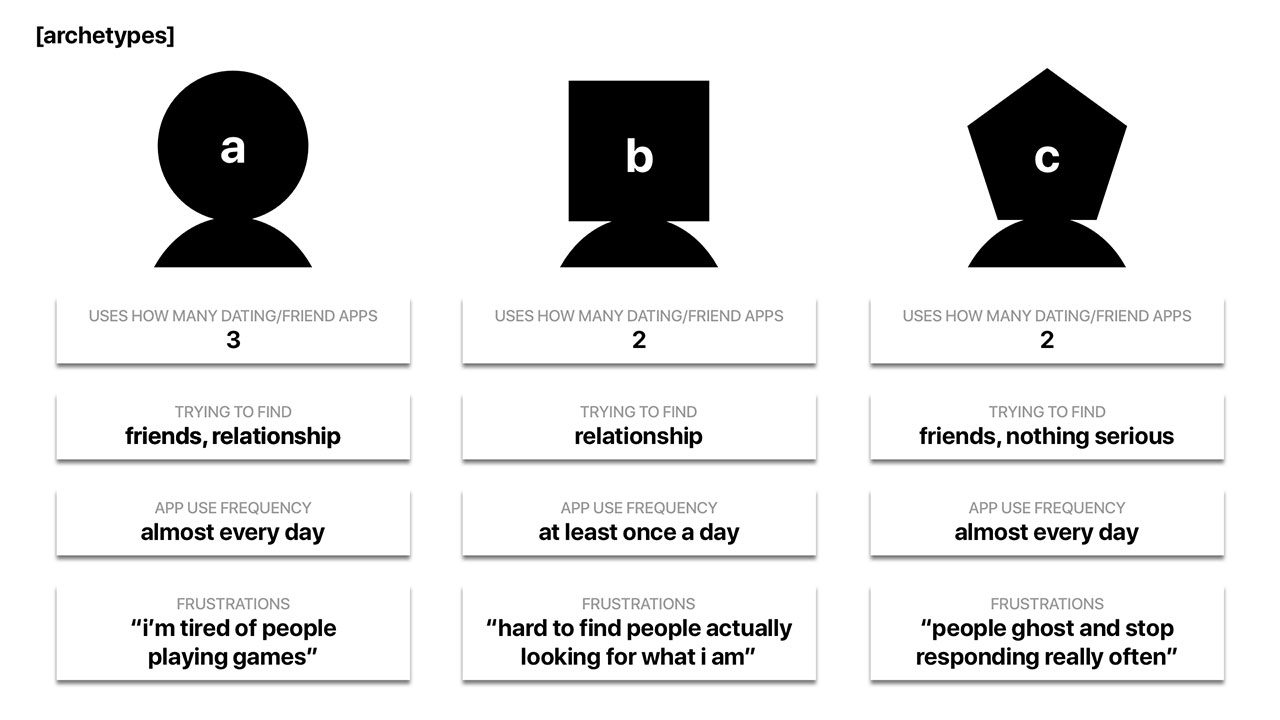 [archetypes]
a
b
c
USES HOW MANY DATING/FRIEND APPS
3
USES HOW MANY DATING/FRIEND APPS
2
USES HOW MANY DATING/FRIEND APPS
2
TRYING TO FIND
friends, relationship
TRYING TO FIND
relationship
TRYING TO FIND
friends, nothing serious
APP USE FREQUENCY
almost every day
APP USE FREQUENCY
at least once a day
APP USE FREQUENCY
almost every day
FRUSTRATIONS
“i’m tired of people
playing games”
FRUSTRATIONS
“hard to find people actually
looking for what i am”
FRUSTRATIONS
“people ghost and stop
responding really often”